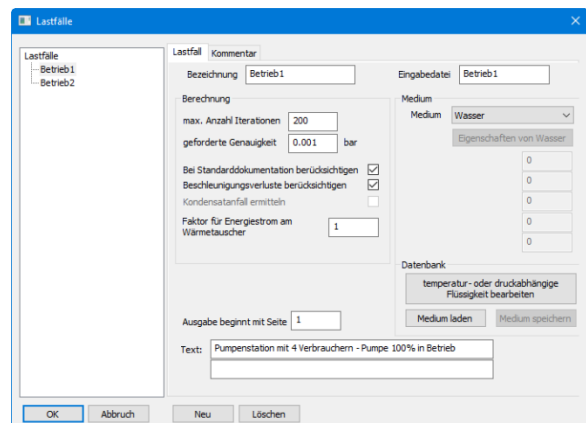 Lastfälle
Lastfälle
Betrieb1
Betrieb2
Lastfall Kommentar
Bezeichnung Betrieb1 Eingabedatei Betrieb1
Berechnung
max. Anzahl Iterationen 200
geforderte Genauigkeit 0.001 bar
Bei Standarddokumentation berücksichtigen
Beschleunigungsverluste berücksichtigen
Kondensatanfall ermitteln
Faktor für Energiestrom am
Wärmetauscher 1
Medium
Medium Wasser
Eigenschaften von Wasser
0
0
0
0
0
Datenbank
temperatur- oder druckabhängige
Flüssigkeit bearbeiten
Medium laden Medium speichern
Ausgabe beginnt mit Seite 1
Text: Pumpenstation mit 4 Verbrauchern - Pumpe 100% in Betrieb
OK Abbruch Neu Löschen